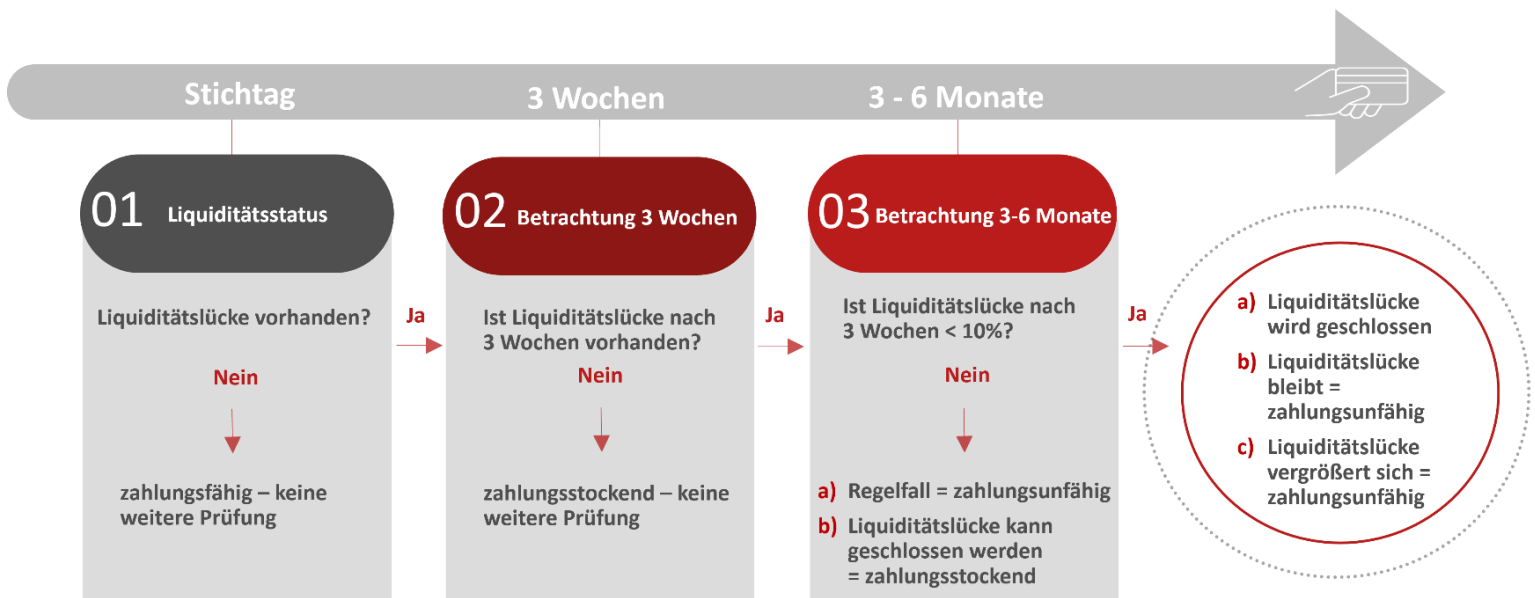 Stichtag
3 Wochen
3 - 6 Monate
01 Liquiditätsstatus
Liquiditätslücke vorhanden?
Ja
Nein
zahlungsfähig – keine
weitere Prüfung
02 Betrachtung 3 Wochen
Ist Liquiditätslücke nach
3 Wochen vorhanden?
Ja
Nein
zahlungsstockend – keine
weitere Prüfung
03 Betrachtung 3-6 Monate
Ist Liquiditätslücke nach
3 Wochen < 10%?
Ja
Nein
a) Regelfall = zahlungsunfähig
b) Liquiditätslücke kann
geschlossen werden
= zahlungsstockend
a) Liquiditätslücke
wird geschlossen
b) Liquiditätslücke
bleibt =
zahlungsunfähig
c) Liquiditätslücke
vergrößert sich =
zahlungsunfähig